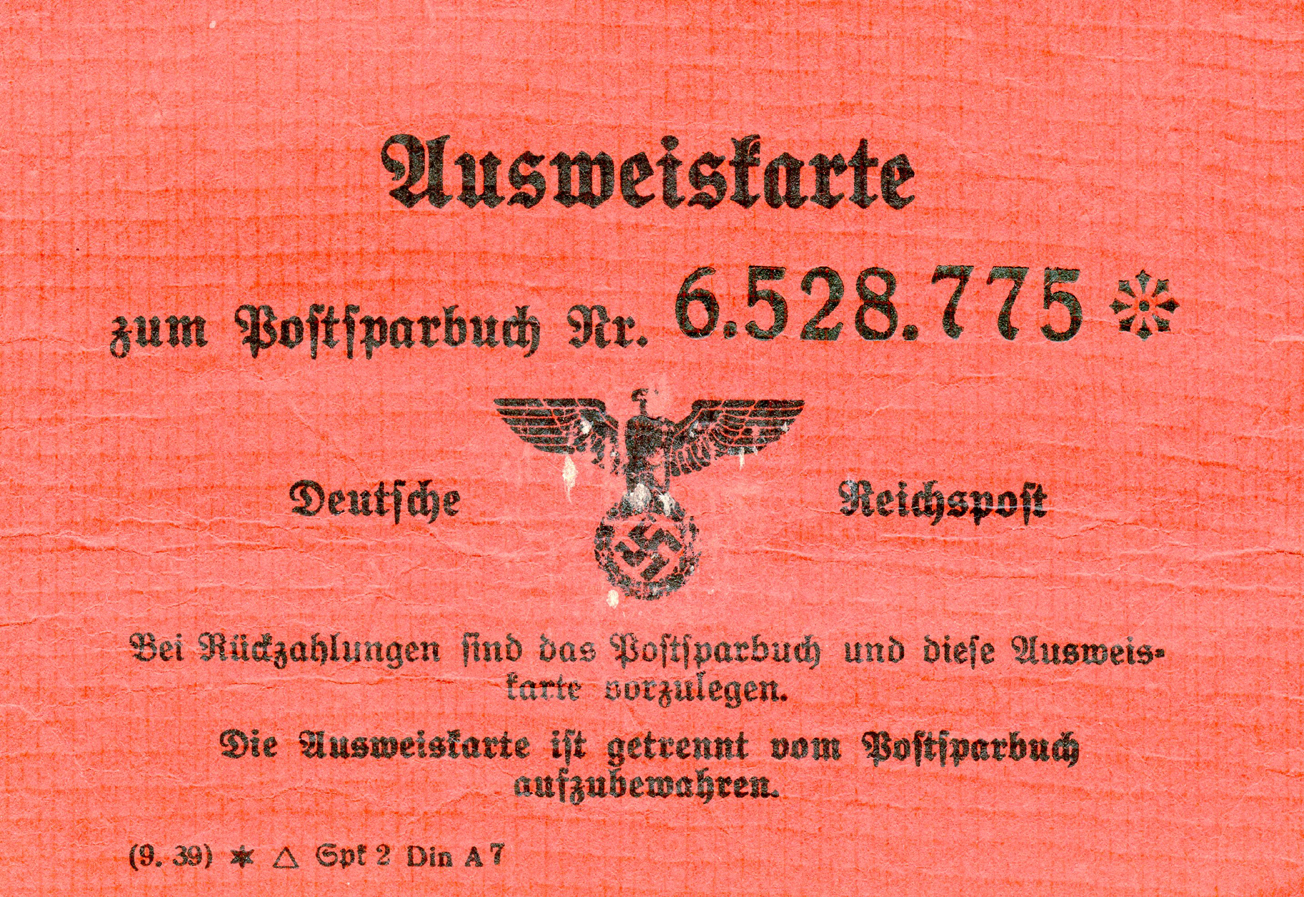 Ausweiskarte
zum Postsparbuch Nr. 6.528.775 *
Deutsche Reichspost
Bei Rückzahlungen sind das Postsparbuch und diese Ausweis=
karte vorzulegen.
Die Ausweiskarte ist getrennt vom Postsparbuch
aufzubewahren.
(9. 39) * △ Spk 2 Din A 7